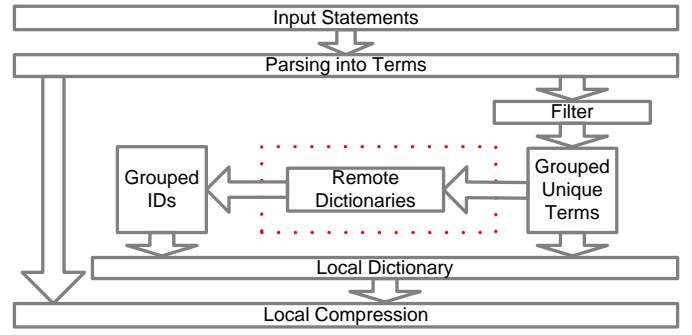 Input Statements
Parsing into Terms
Filter
Grouped
IDs
Remote
Dictionaries
Grouped
Unique
Terms
Local Dictionary
Local Compression